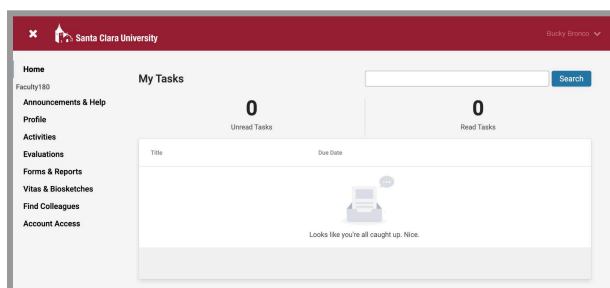 Santa Clara University
Bucky Bronco
Home
Faculty180
Announcements & Help
Profile
Activities
Evaluations
Forms & Reports
Vitas & Biosketches
Find Colleagues
Account Access
My Tasks
Search
0
Unread Tasks
0
Read Tasks
Title Due Date
Looks like you're all caught up. Nice.